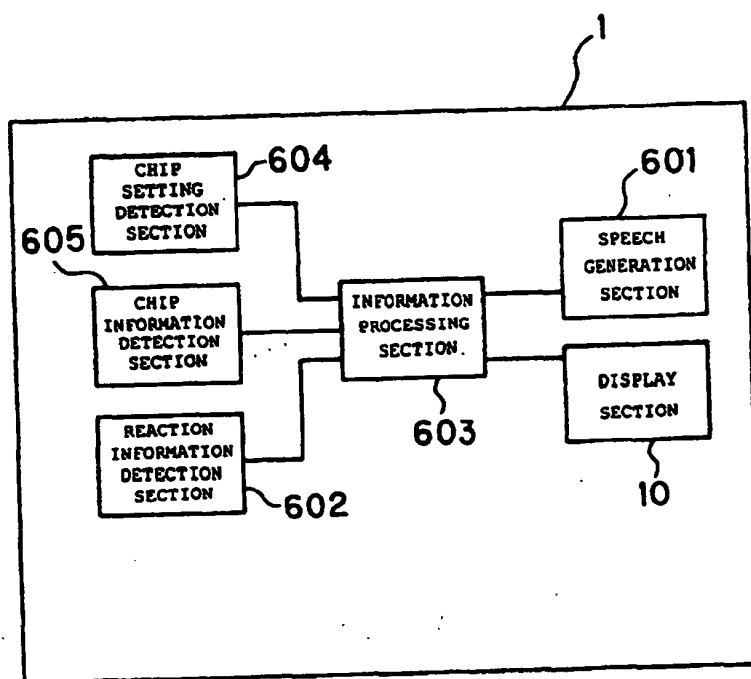 1
CHIP
SETTING
DETECTION
SECTION
604
601
SPEECH
GENERATION
SECTION
605
CHIP
INFORMATION
DETECTION
SECTION
INFORMATION
PROCESSING
SECTION.
603
DISPLAY
SECTION
10
REACTION
INFORMATION
DETECTION
SECTION
602